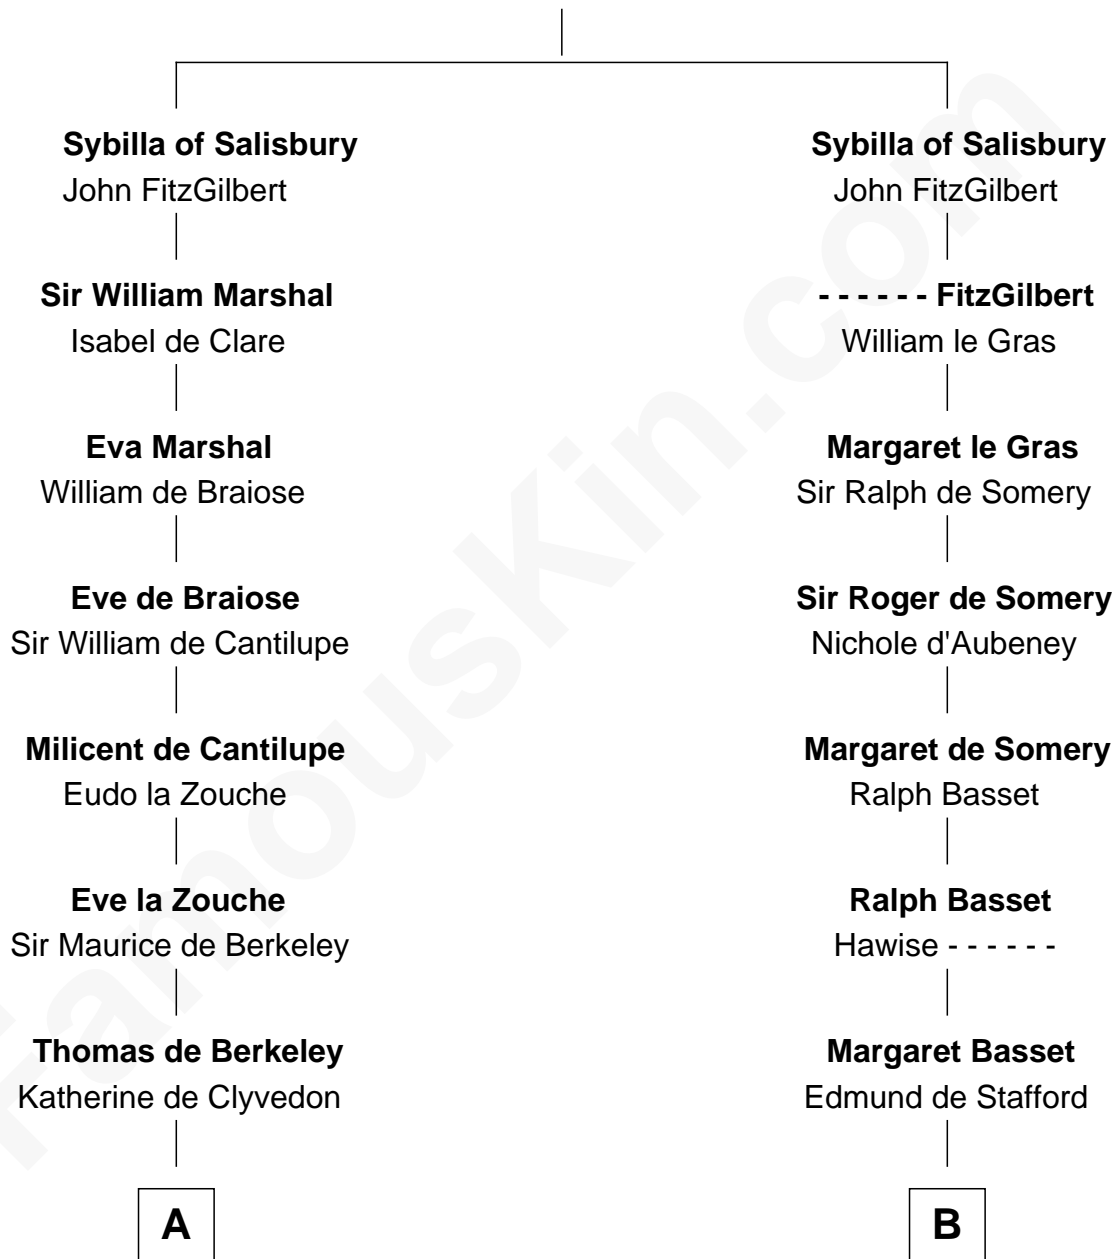 Sybilla of Salisbury
John FitzGilbert
Sir William Marshal
Isabel de Clare
Eva Marshal
William de Braiose
Eve de Braiose
Sir William de Cantilupe
Milicent de Cantilupe
Eudo la Zouche
Eve la Zouche
Sir Maurice de Berkeley
Thomas de Berkeley
Katherine de Clyvedon
A
Sybilla of Salisbury
John FitzGilbert
- - - - - - FitzGilbert
William le Gras
Margaret le Gras
Sir Ralph de Somery
Sir Roger de Somery
Nichole d'Aubeney
Margaret de Somery
Ralph Basset
Ralph Basset
Hawise - - - - - -
Margaret Basset
Edmund de Stafford
B
FamousKin.com